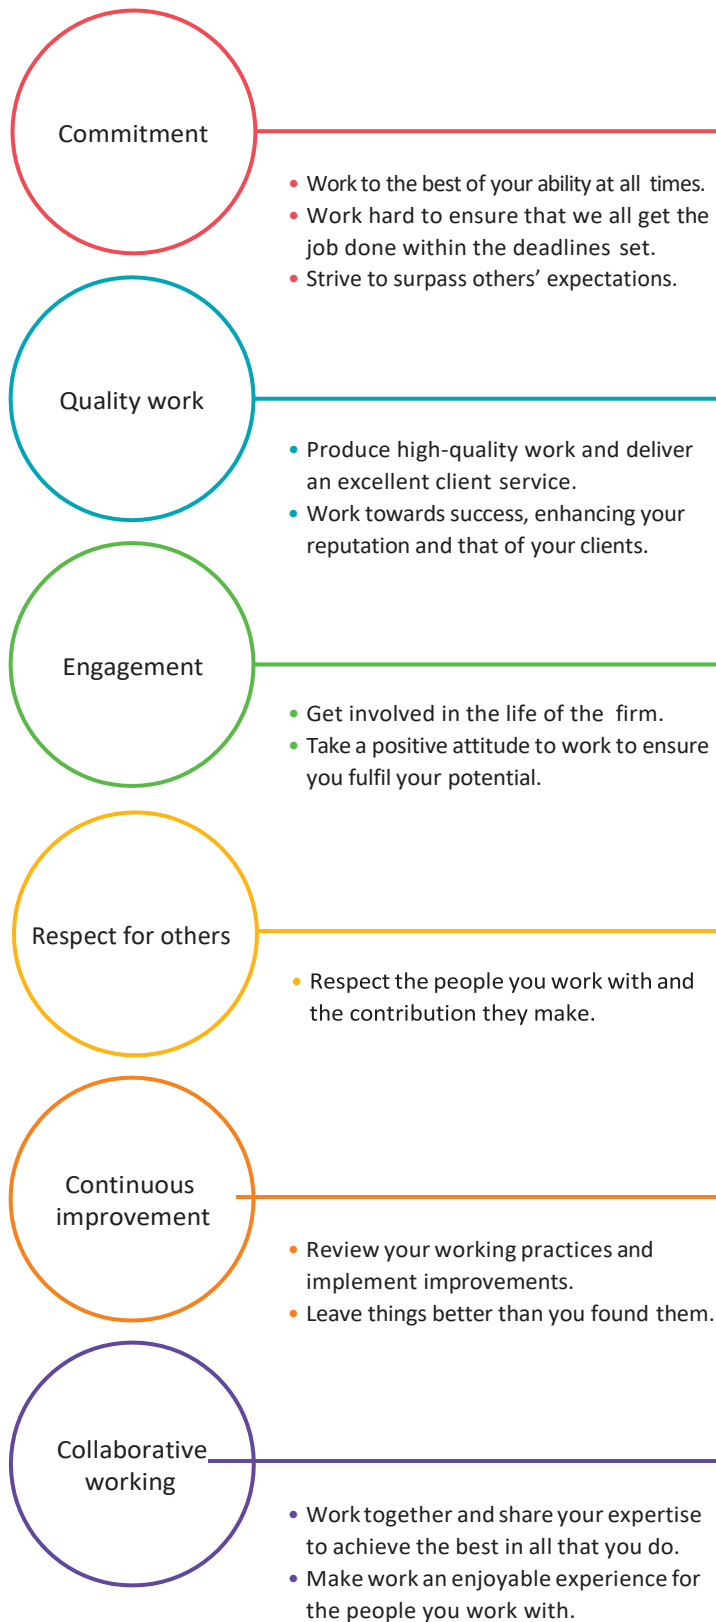 Commitment
• Work to the best of your ability at all times.
• Work hard to ensure that we all get the
job done within the deadlines set.
• Strive to surpass others’ expectations.
Quality work
• Produce high-quality work and deliver
an excellent client service.
• Work towards success, enhancing your
reputation and that of your clients.
Engagement
• Get involved in the life of the firm.
• Take a positive attitude to work to ensure
you fulfil your potential.
Respect for others
• Respect the people you work with and
the contribution they make.
Continuous
improvement
• Review your working practices and
implement improvements.
• Leave things better than you found them.
Collaborative
working
• Work together and share your expertise
to achieve the best in all that you do.
• Make work an enjoyable experience for
the people you work with.